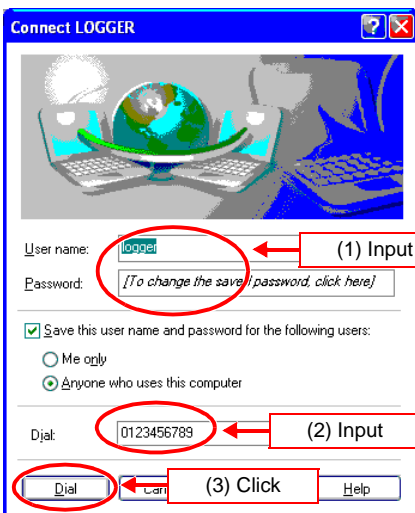 Connect LOGGER
User name: logger
(1) Input
Password: [To change the saved password, click here]
Save this user name and password for the following users:
Me only
Anyone who uses this computer
Dial: 0123456789
(2) Input
Dial
(3) Click
Help